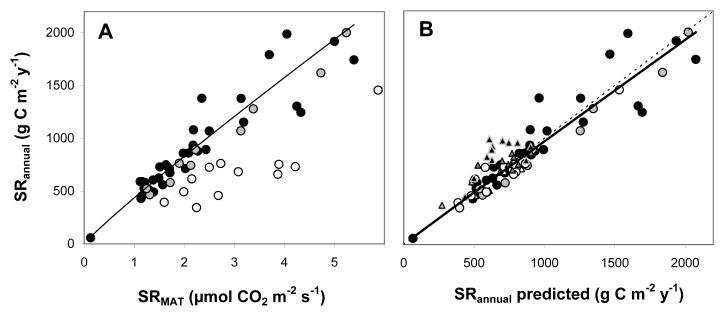 A
B
SRannual (g C m-2 y-1)
2000
1500
1000
500
0
0 1 2 3 4 5
0 500 1000 1500 2000
SRMAT (µmol CO2 m-2 s-1)
SRannual predicted (g C m-2 y-1)